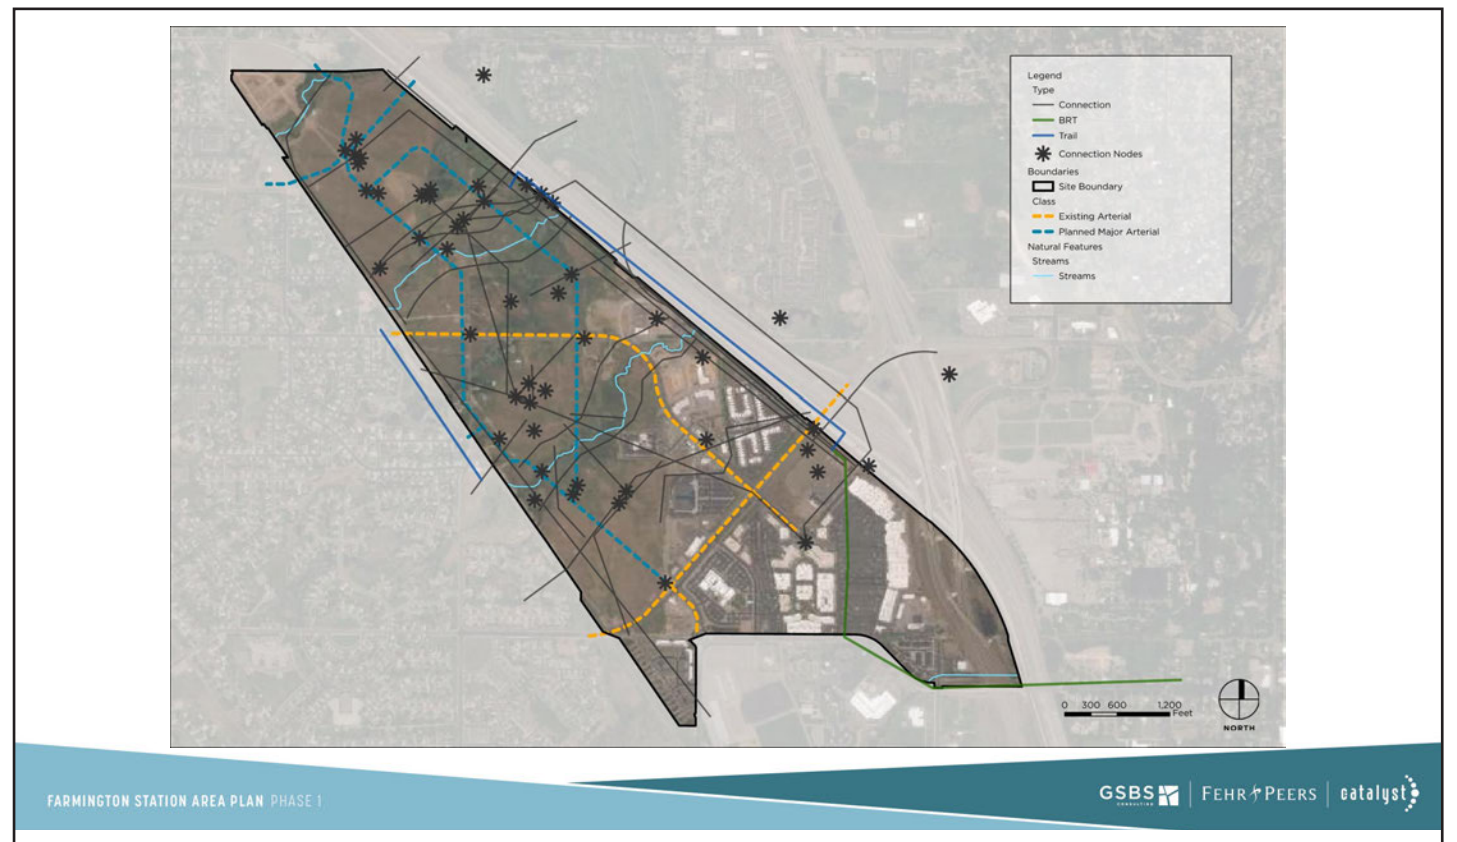 Legend
Type
Connection
BRT
Trail
Connection Nodes
Boundaries
Site Boundary
Class
Existing Arterial
Planned Major Arterial
Natural Features
Streams
Streams
0 300 600 1,200
Feet
NORTH
FARMINGTON STATION AREA PLAN PHASE 1
GSBS
CONSULTING
FEHR PEERS
catalyst